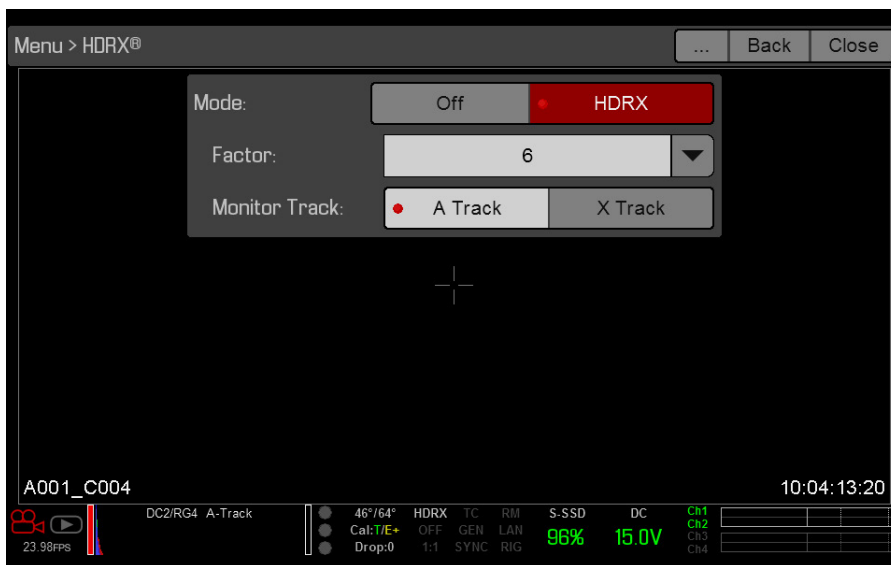 Menu > HDRX®
... Back Close
Mode: Off HDRX
Factor: 6
Monitor Track: A Track X Track
A001_C004 10:04:13:20
DC2/RG4 A-Track 46°/64° HDRX TC RM S-SSD DC Ch1
Ch2
Cal:T/E+ OFF GEN LAN 96% 15.0V Ch3
23.98FPS Drop:0 1:1 SYNC RIG Ch4